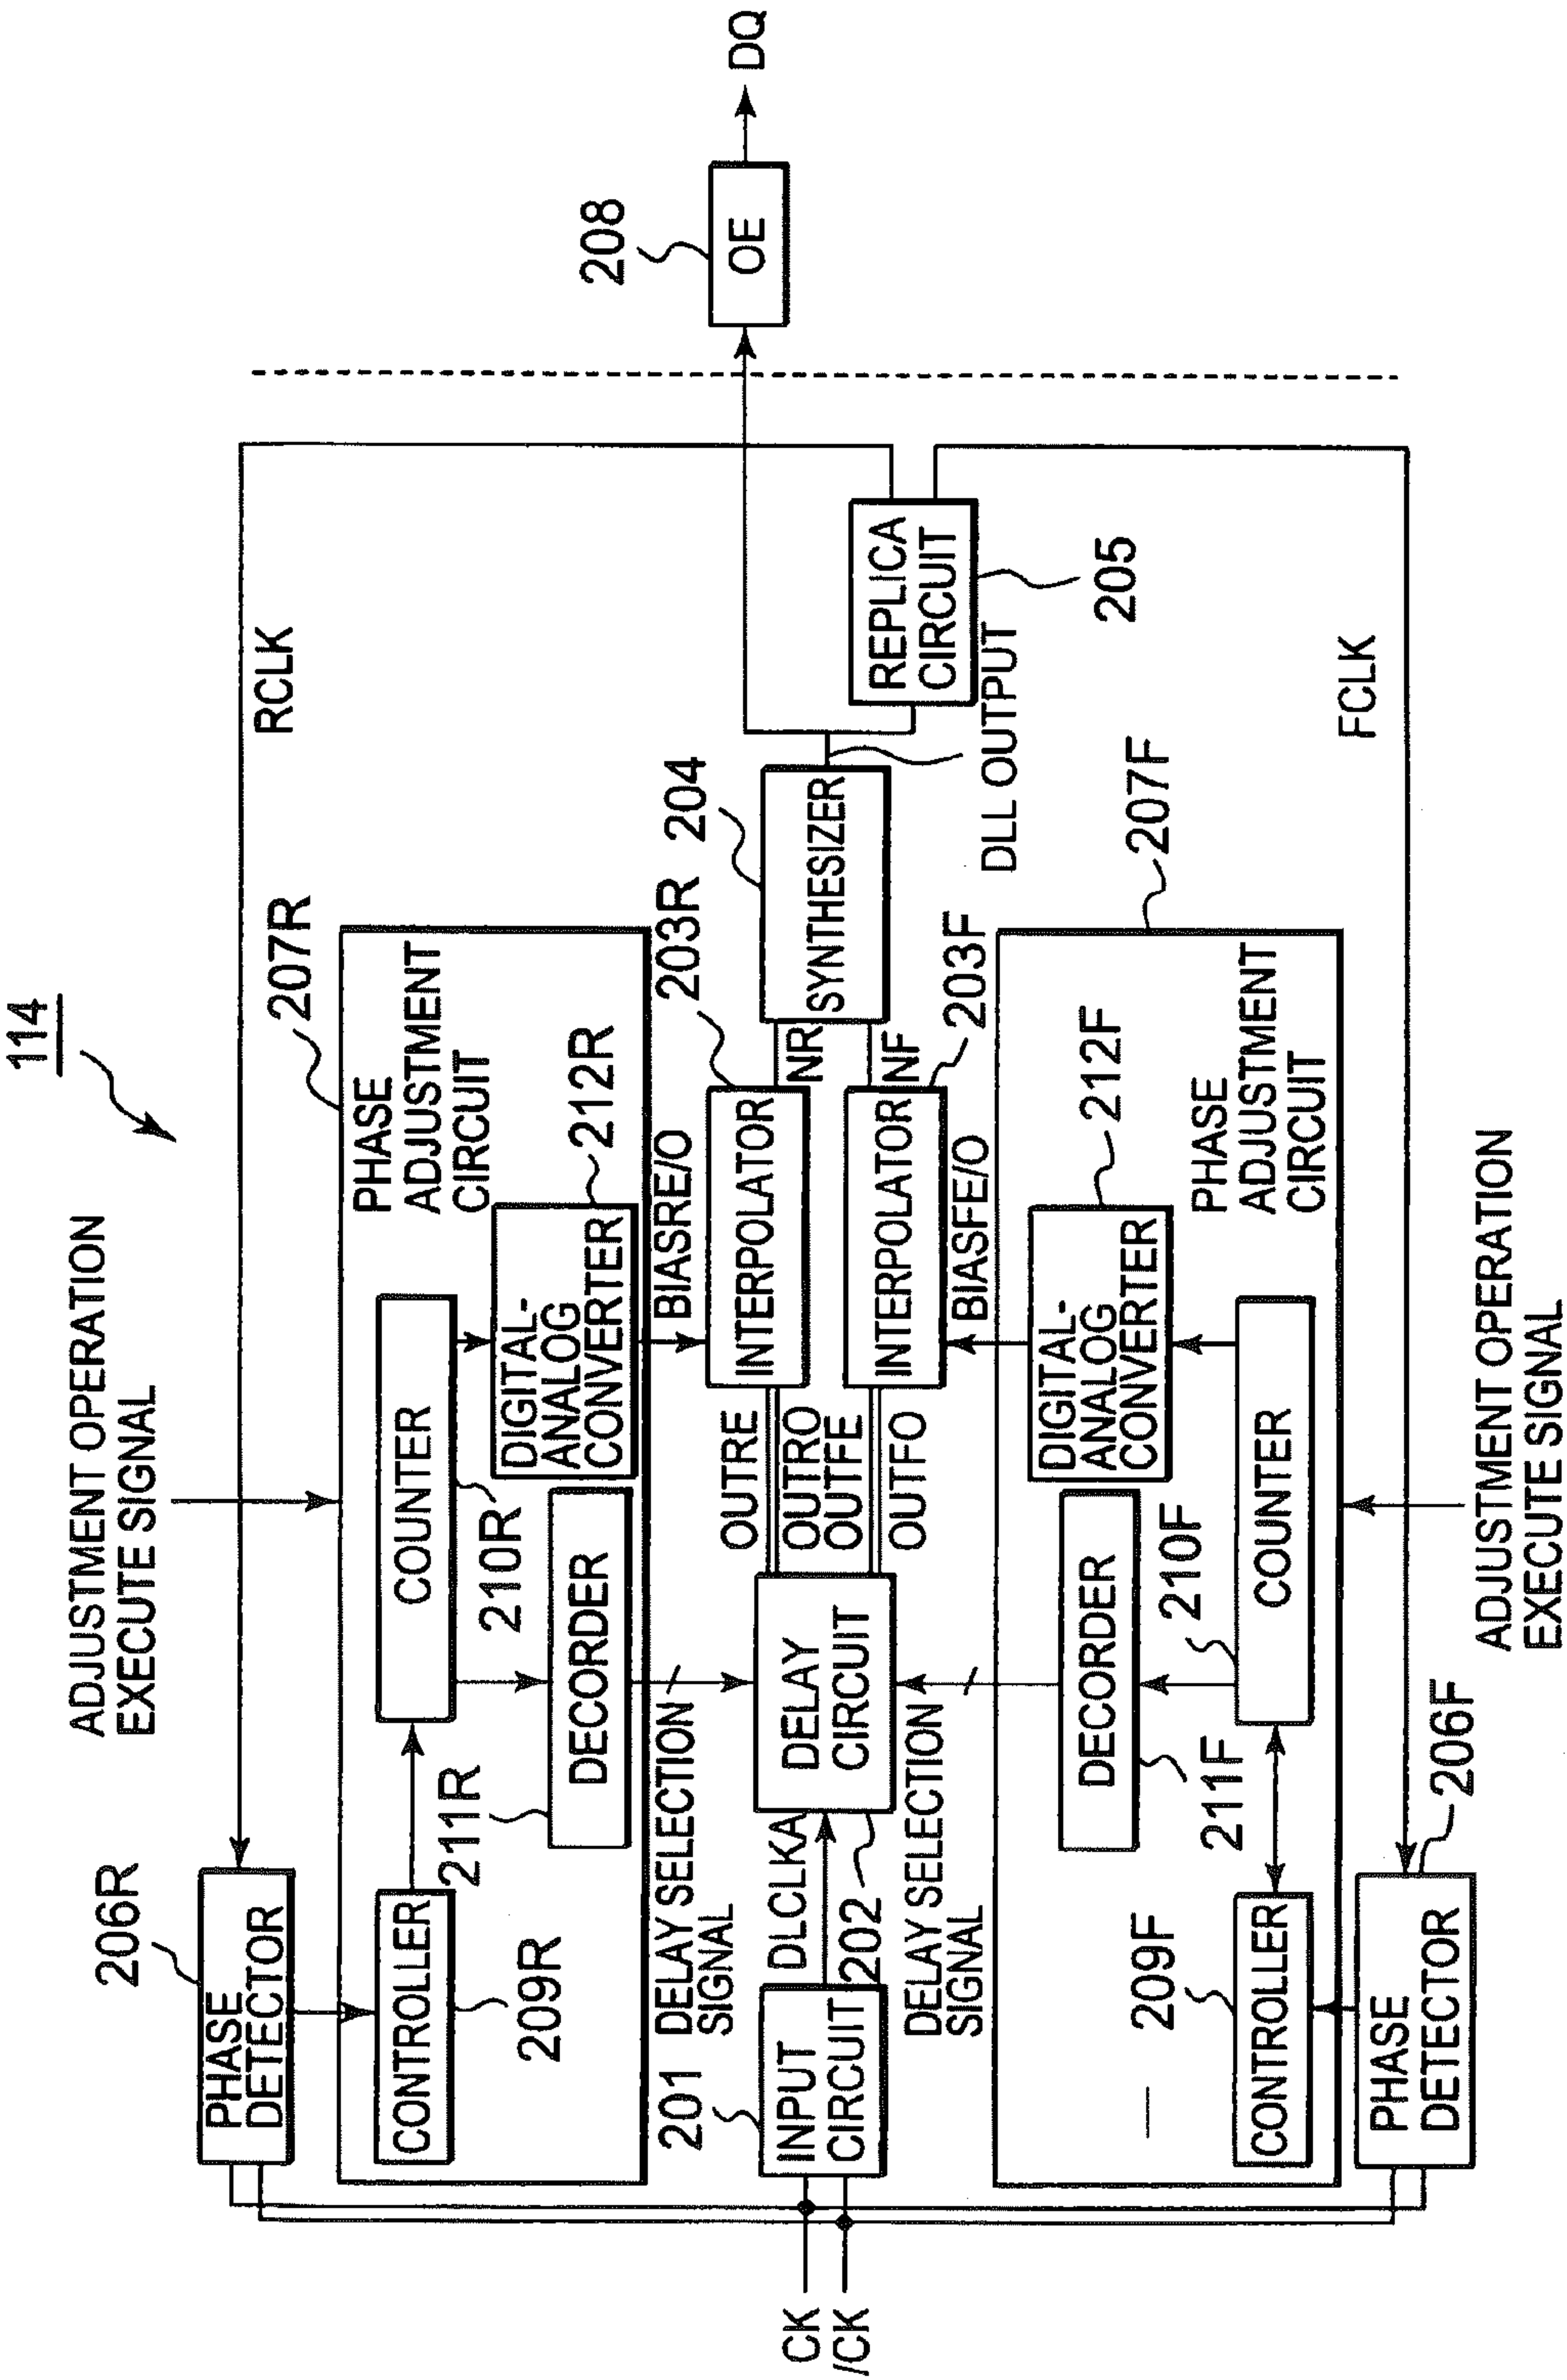 114
ADJUSTMENT OPERATION
EXECUTE SIGNAL
RCLK
206R
PHASE
DETECTOR
207R
PHASE
ADJUSTMENT
CIRCUIT
CONTROLLER
209R
COUNTER
210R
211R
DECORDER
DIGITAL-
ANALOG
CONVERTER
212R
DELAY SELECTION
SIGNAL
BIASRE/O
203R
CK
/CK
201
INPUT
CIRCUIT
DLCLKA
202
DELAY
CIRCUIT
OUTRE
OUTRO
OUTFE
OUTFO
INTERPOLATOR
INTERPOLATOR
NR
NF
204
SYNTHESIZER
DLL OUTPUT
REPLICA
CIRCUIT
205
208
OE
DQ
DELAY SELECTION
SIGNAL
BIASFE/O
203F
207F
209F
CONTROLLER
211F
DECORDER
210F
COUNTER
DIGITAL-
ANALOG
CONVERTER
212F
PHASE
ADJUSTMENT
CIRCUIT
FCLK
PHASE
DETECTOR
206F
ADJUSTMENT OPERATION
EXECUTE SIGNAL